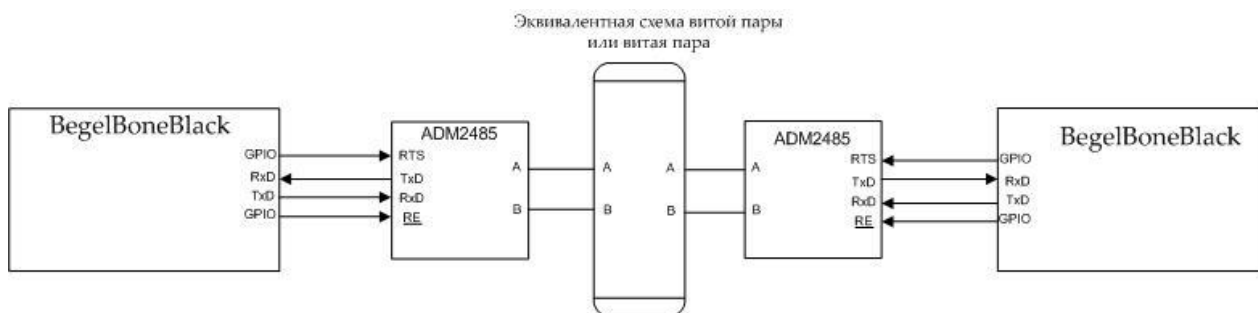 Эквивалентная схема витой пары
или витая пара
BegelBoneBlack
GPIO
RxD
TxD
GPIO
ADM2485
RTS
TxD
RxD
RE
A
B
A
B
A
B
ADM2485
A
B
RTS
TxD
RxD
RE
BegelBoneBlack
GPIO
RxD
TxD
GPIO